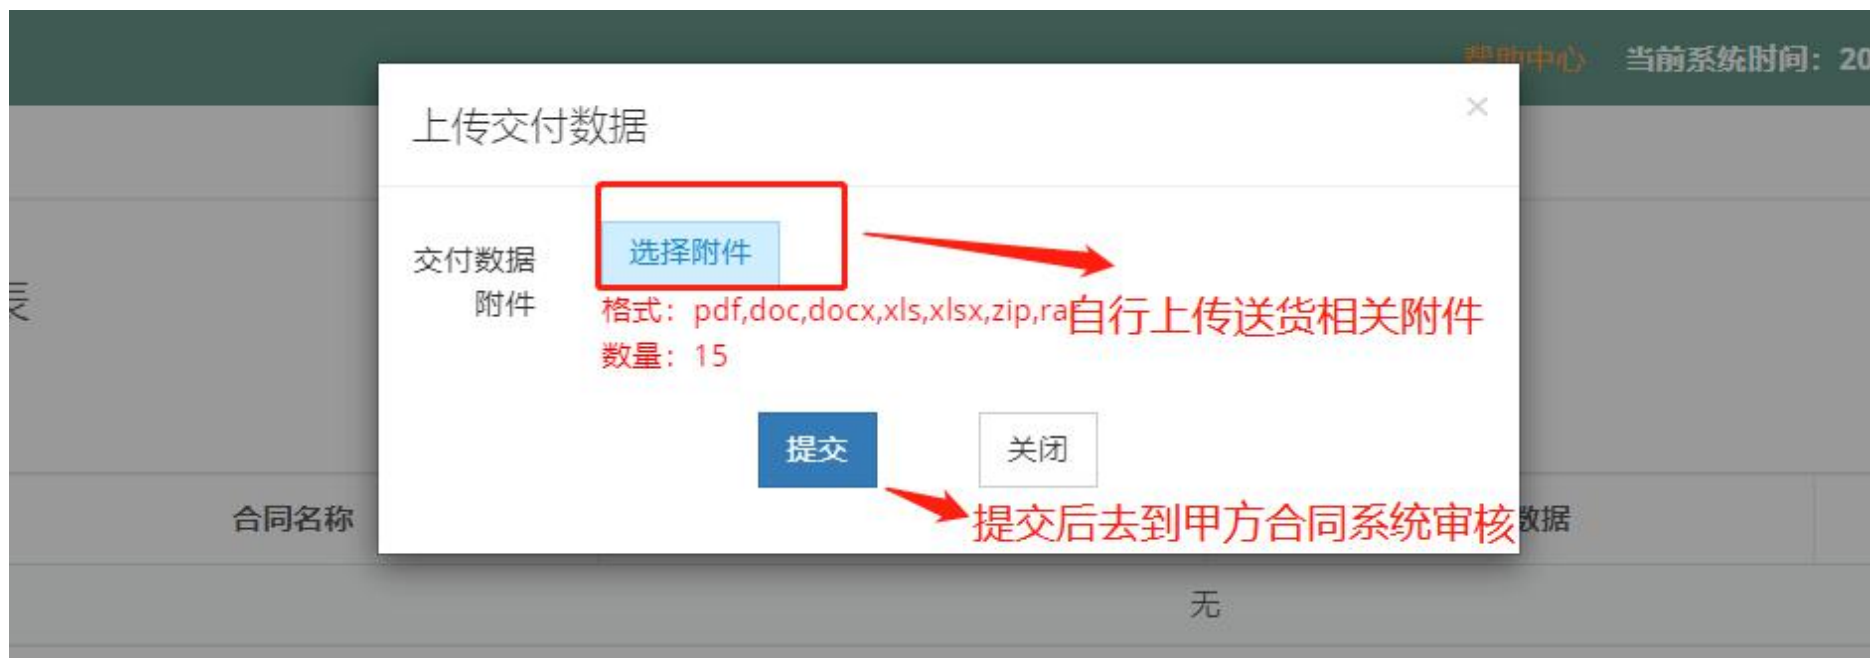 帮助中心 当前系统时间：20
上传交付数据
×
选择附件
交付数据
附件
格式：pdf,doc,docx,xls,xlsx,zip,ra
自行上传送货相关附件
数量：15
提交 关闭
提交后去到甲方合同系统审核
合同名称
数据
无